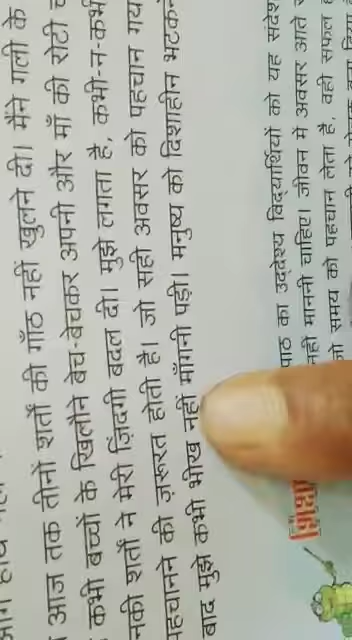 आज तक तीनों शर्तों की गाँठ नहीं खुलने दी। मैंने गली के
कभी बच्चों के खिलौने बेच-बेचकर अपनी और माँ की रोटी
नकी शर्तों ने मेरी ज़िंदगी बदल दी। मुझे लगता है, कभी-न-कभी
हचानने की ज़रूरत होती है। जो सही अवसर को पहचान गय
बाद मुझे कभी भीख नहीं माँगनी पड़ी। मनुष्य को दिशाहीन भटकन
शिक्षा
पाठ का उद्देश्य विद्यार्थियों को यह संदेश
नहीं माननी चाहिए। जीवन में अवसर आते
जो समय को पहचान लेता है, वही सफल